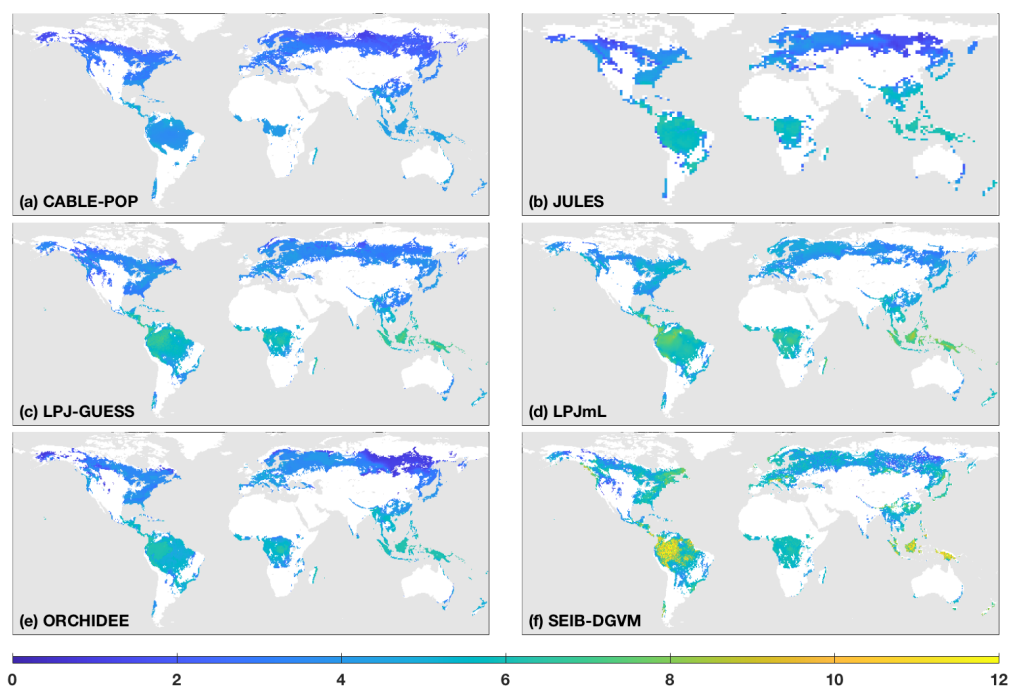 (a) CABLE-POP
(b) JULES
(c) LPJ-GUESS
(d) LPJmL
(e) ORCHIDEE
(f) SEIB-DGVM
0 2 4 6 8 10 12